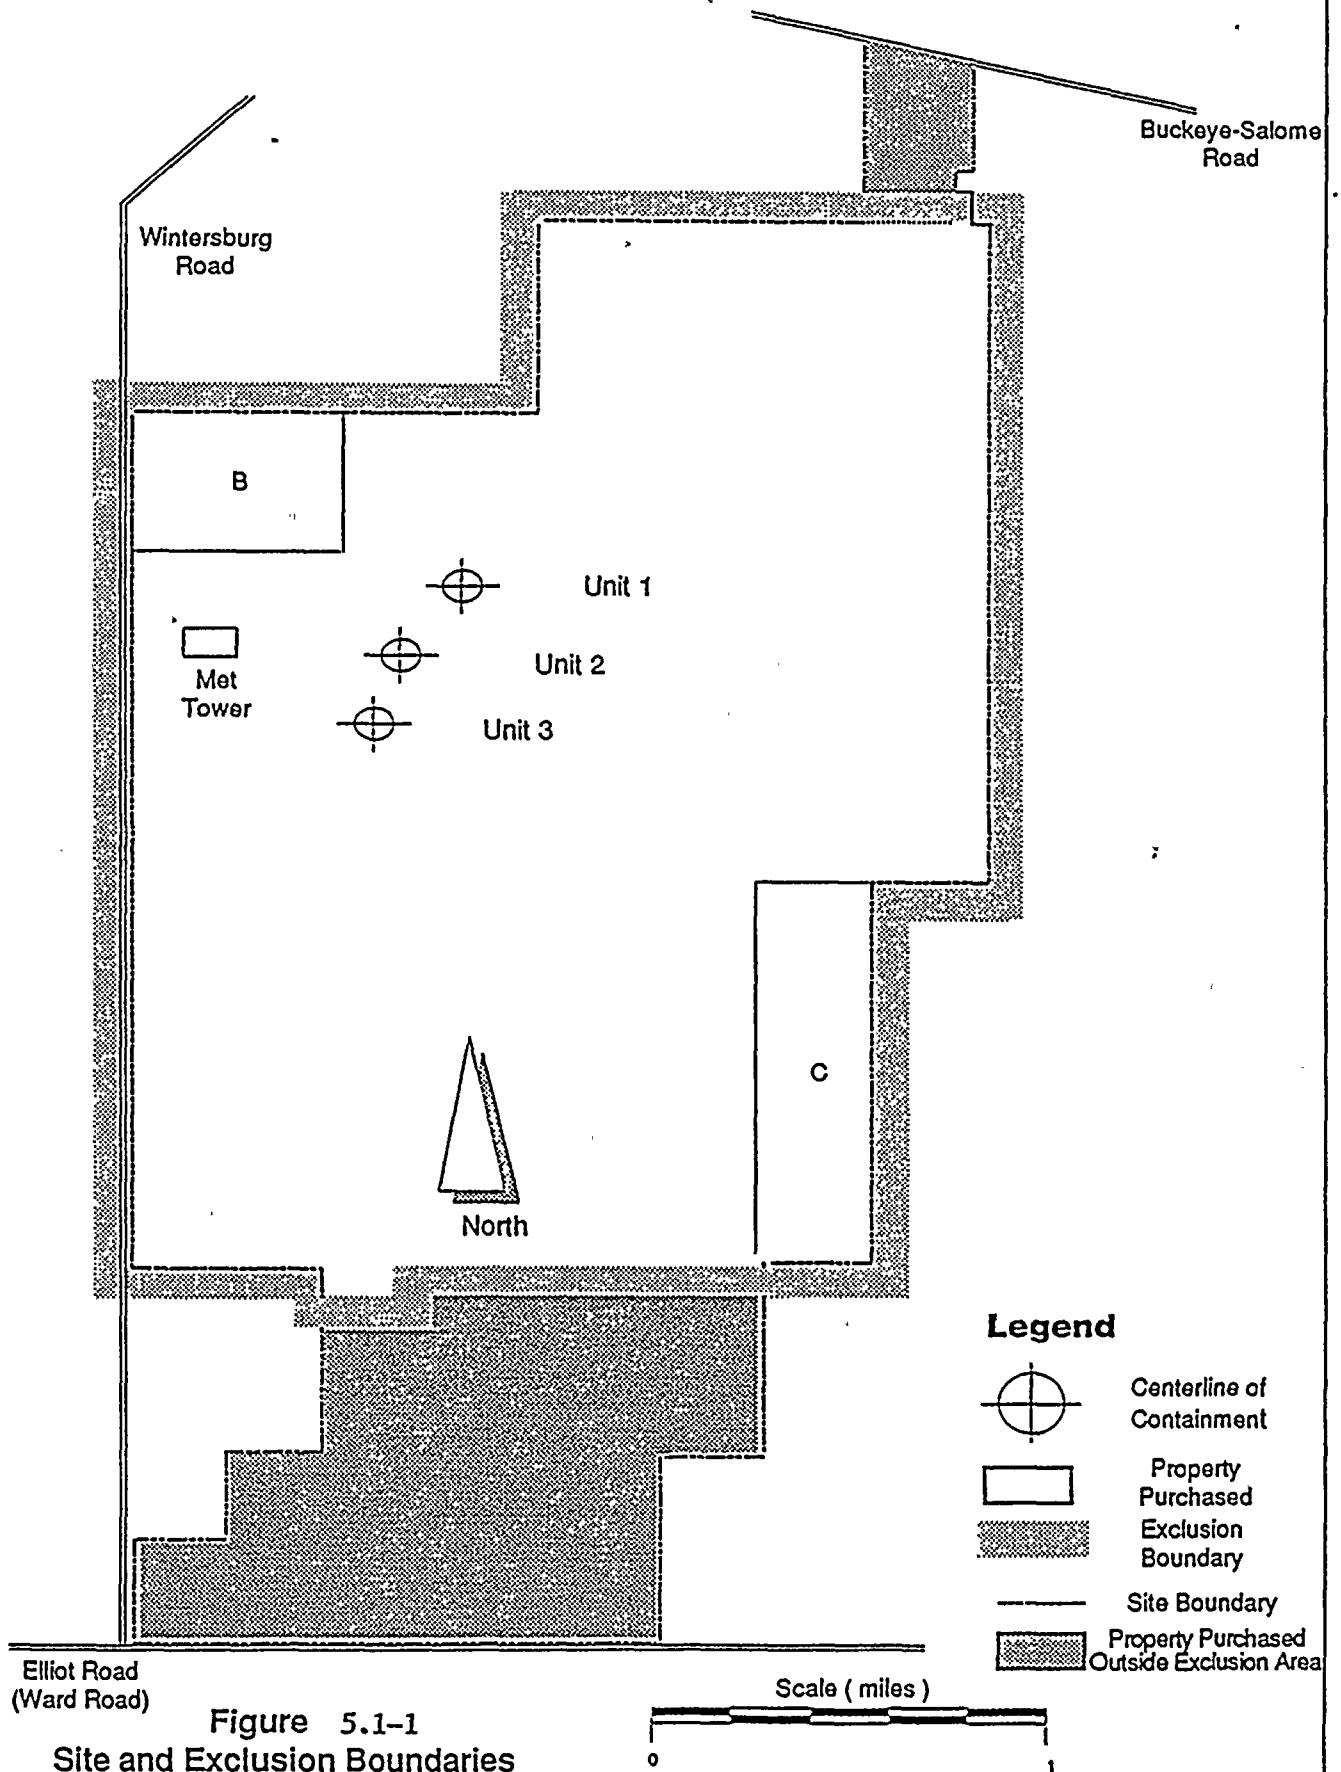 Buckeye-Salome
Road
Wintersburg
Road
B
Unit 1
Unit 2
Met
Tower
Unit 3
C
North
Legend
Centerline of
Containment
Property
Purchased
Exclusion
Boundary
Site Boundary
Property Purchased
Outside Exclusion Area
Elliot Road
(Ward Road)
Scale ( miles )
0
1
Figure 5.1-1
Site and Exclusion Boundaries